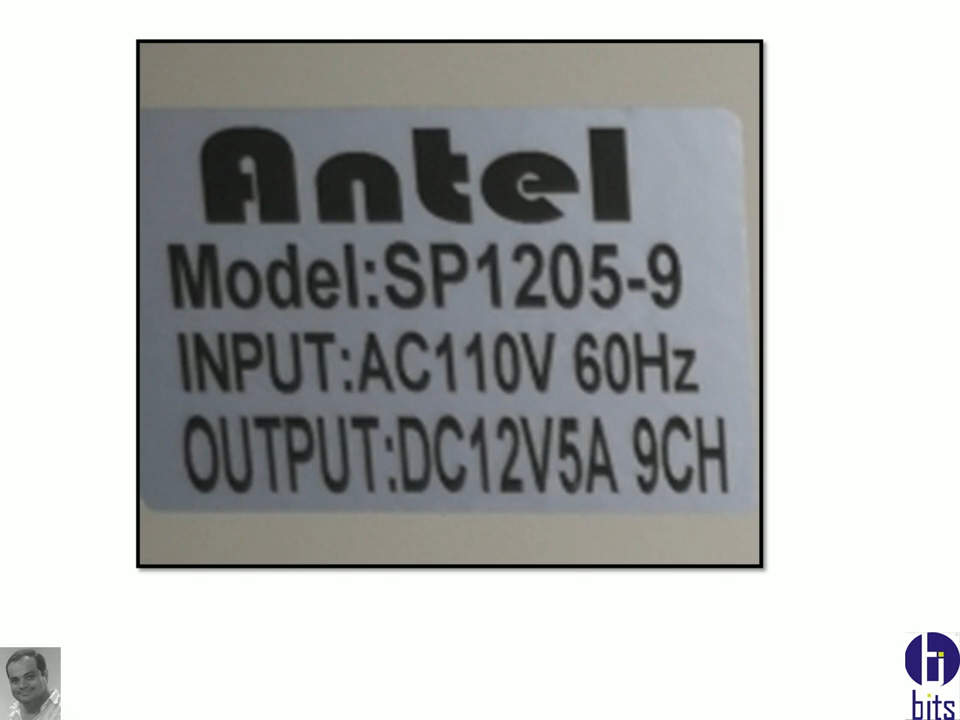 Antel
Model:SP1205-9
INPUT:AC110V 60Hz
OUTPUT:DC12V5A 9CH
bits